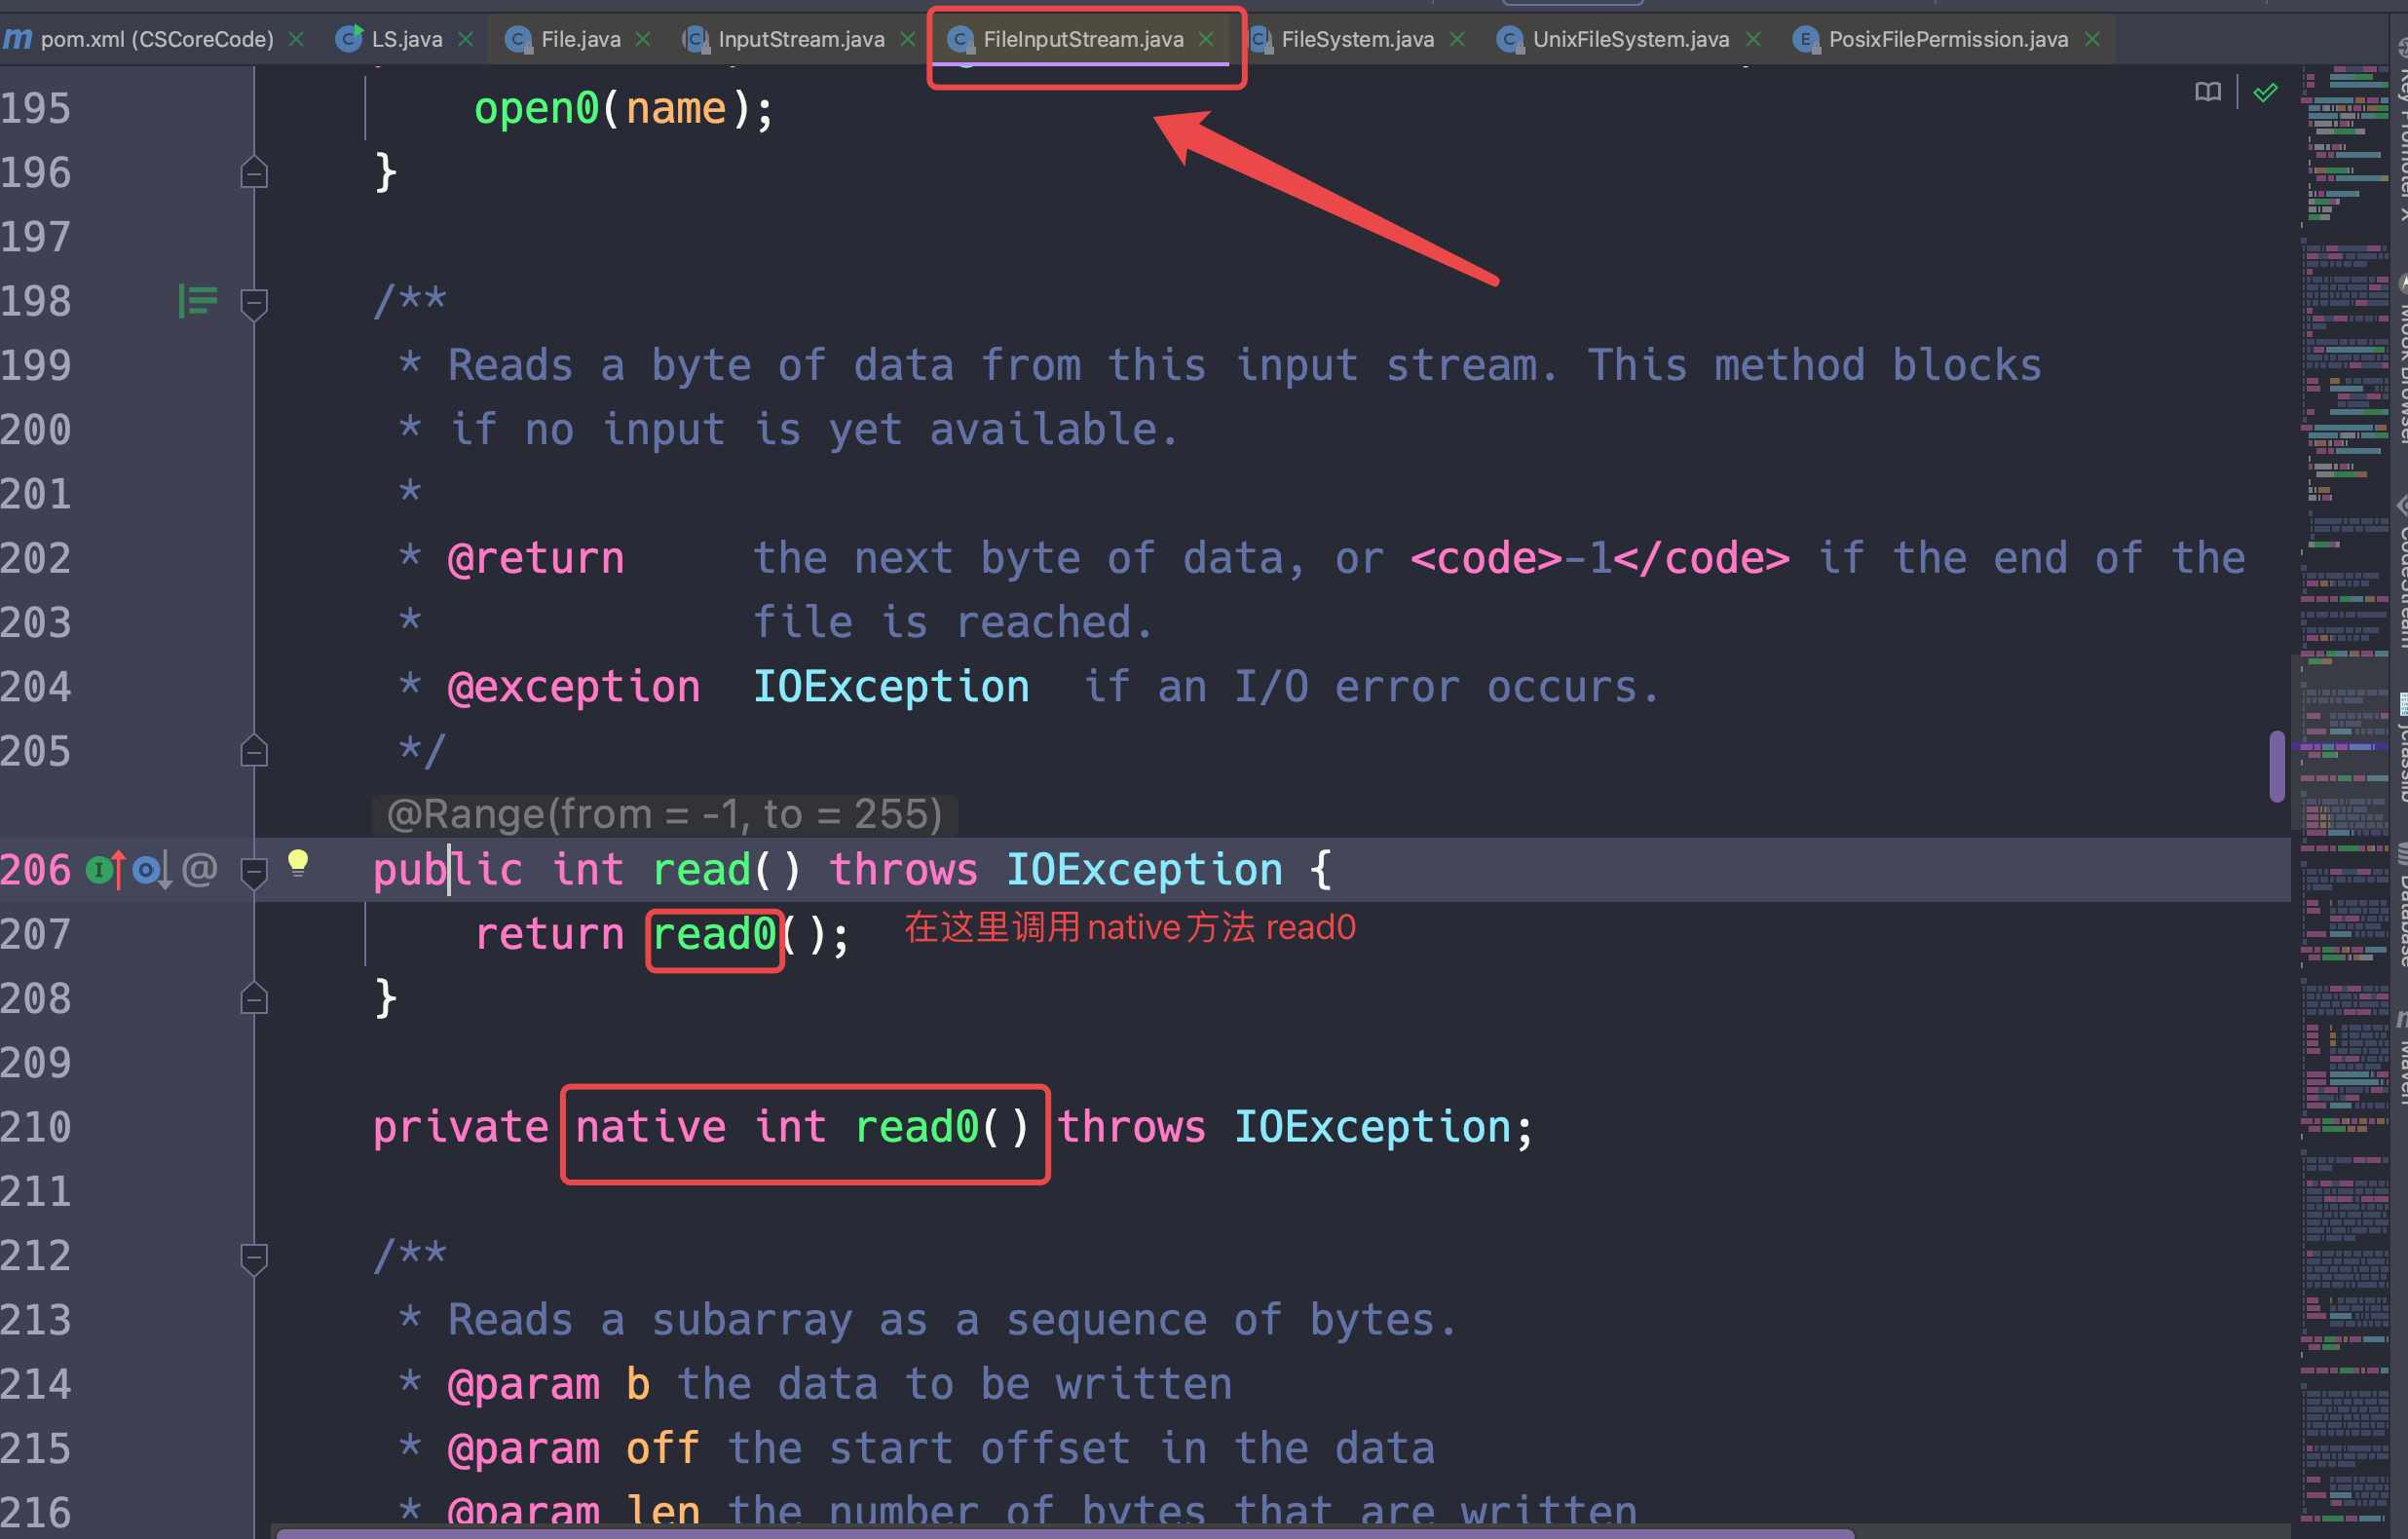 pom.xml (CSCoreCode) LS.java File.java InputStream.java FileInputStream.java FileSystem.java UnixFileSystem.java PosixFilePermission.java
195 open0(name);
196 }
197
198 /**
199 * Reads a byte of data from this input stream. This method blocks
200 * if no input is yet available.
201 *
202 * @return the next byte of data, or <code>-1</code> if the end of the
203 * file is reached.
204 * @exception IOException if an I/O error occurs.
205 */
@Range(from = -1, to = 255)
206 public int read() throws IOException {
207 return read0(); 在这里调用 native 方法 read0
208 }
209
210 private native int read0() throws IOException;
211
212 /**
213 * Reads a subarray as a sequence of bytes.
214 * @param b the data to be written
215 * @param off the start offset in the data
216 * @param len the number of bytes that are written
Database
Maven